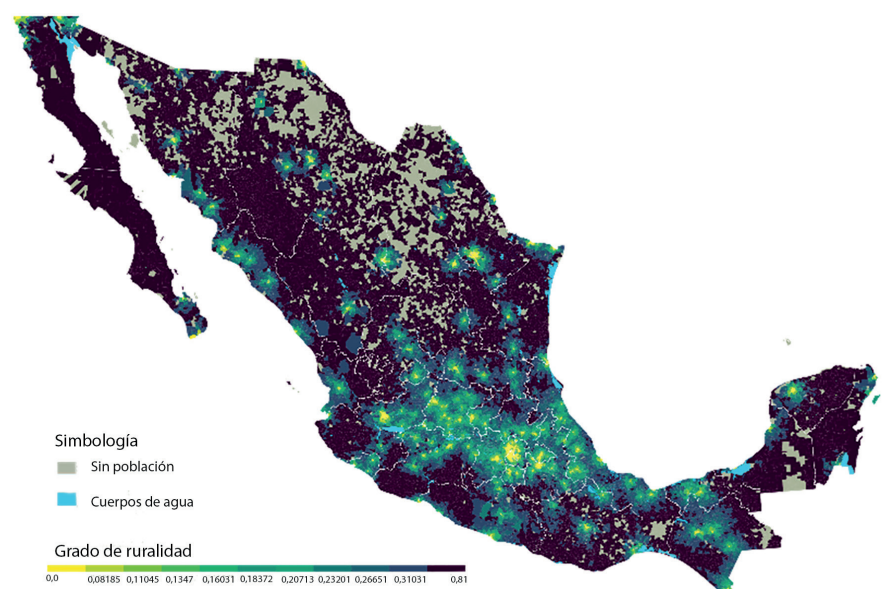 Simbología
Sin población
Cuerpos de agua
Grado de ruralidad
0,0 0,08185 0,11045 0,1347 0,16031 0,18372 0,20713 0,23201 0,26651 0,31031 0,81